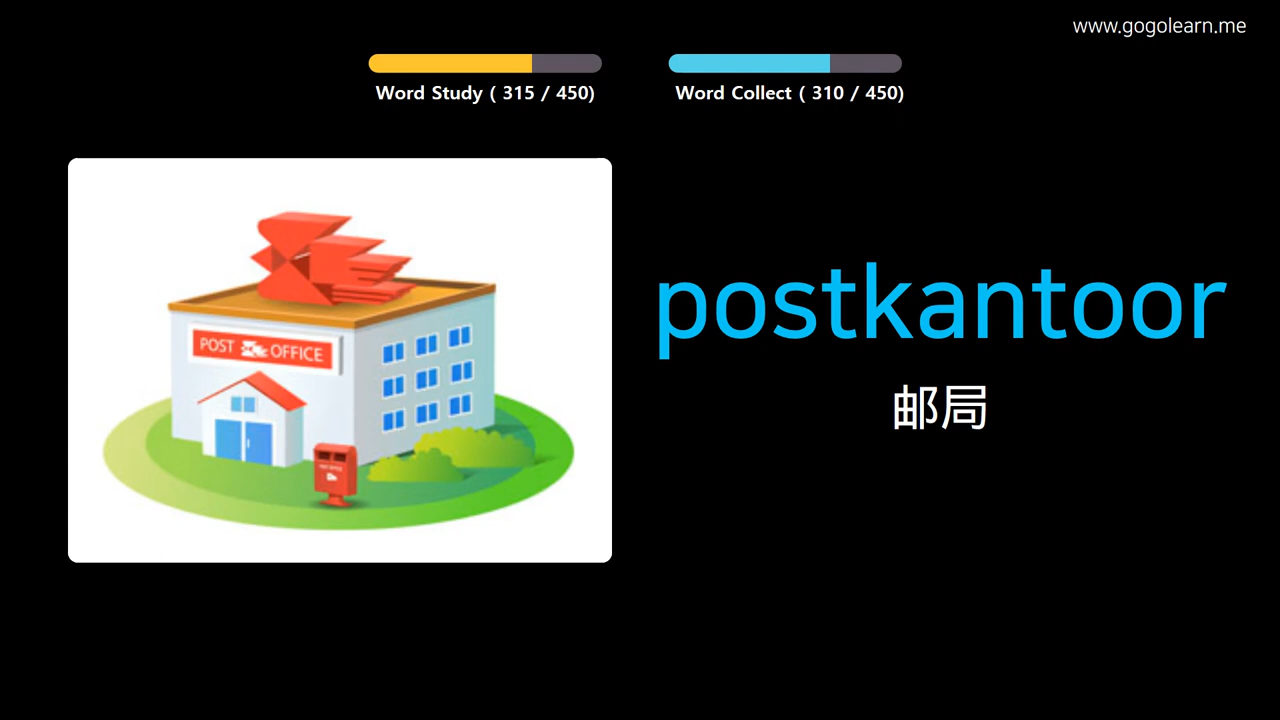 www.gogolearn.me
Word Study ( 315 / 450)
Word Collect ( 310 / 450)
POST OFFICE
postkantoor
邮局